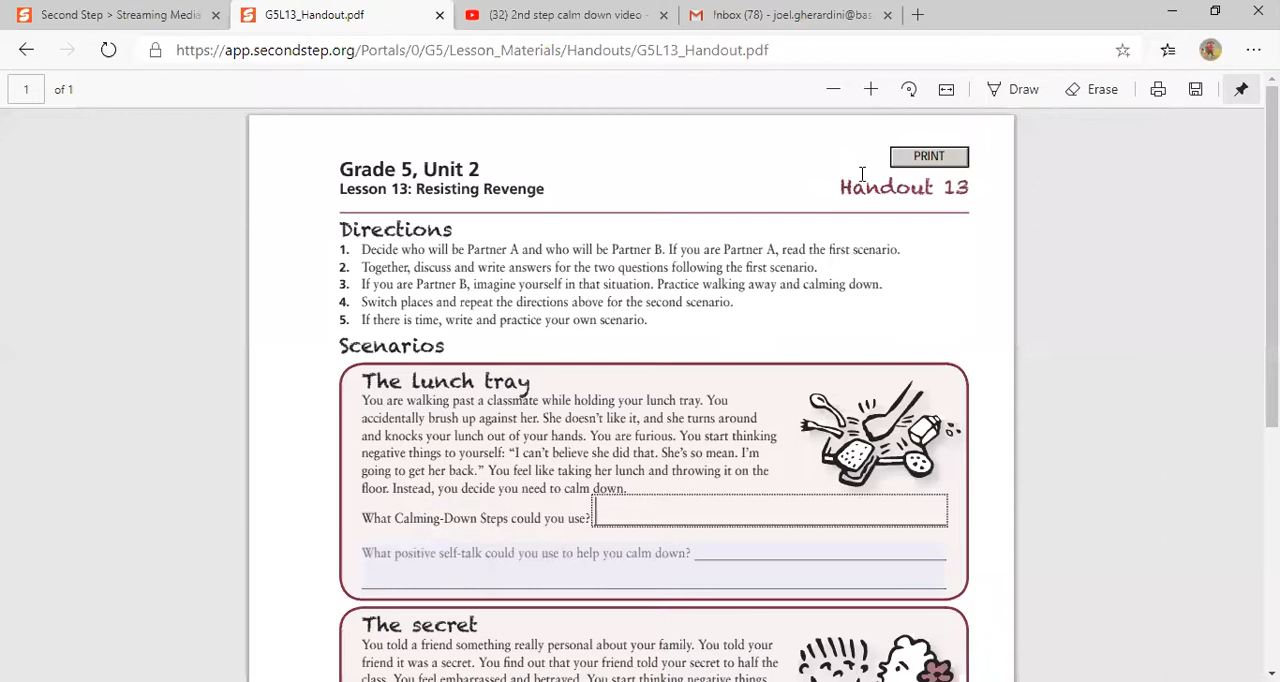 Second Step > Streaming Media
G5L13_Handout.pdf
(32) 2nd step calm down video -
Inbox (78) - joel.gherardini@bas
https://app.secondstep.org/Portals/0/G5/Lesson_Materials/Handouts/G5L13_Handout.pdf
1 of 1
Draw
Erase
PRINT
Grade 5, Unit 2
Lesson 13: Resisting Revenge
Handout 13
Directions
1. Decide who will be Partner A and who will be Partner B. If you are Partner A, read the first scenario.
2. Together, discuss and write answers for the two questions following the first scenario.
3. If you are Partner B, imagine yourself in that situation. Practice walking away and calming down.
4. Switch places and repeat the directions above for the second scenario.
5. If there is time, write and practice your own scenario.
Scenarios
The lunch tray
You are walking past a classmate while holding your lunch tray. You
accidentally brush up against her. She doesn't like it, and she turns around
and knocks your lunch out of your hands. You are furious. You start thinking
negative things to yourself: “I can't believe she did that. She's so mean. I'm
going to get her back.” You feel like taking her lunch and throwing it on the
floor. Instead, you decide you need to calm down.
What Calming-Down Steps could you use?
What positive self-talk could you use to help you calm down?
The secret
You told a friend something really personal about your family. You told your
friend it was a secret. You find out that your friend told your secret to half the
class. You feel embarrassed and betrayed. You start thinking negative things